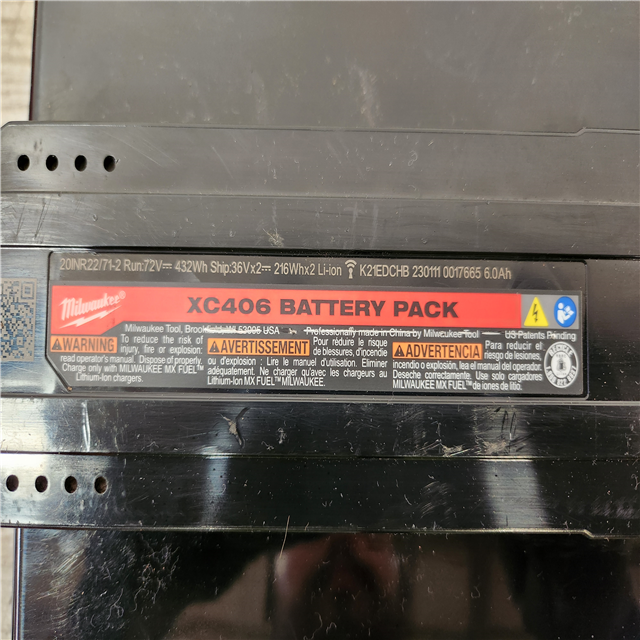 20INR22/71-2 Run:72V⎓ 432Wh Ship:36Vx2⎓ 216Whx2 Li-ion K21EDCHB 230111 0017665 6.0Ah
Milwaukee® XC406 BATTERY PACK
Milwaukee Tool, Brookfield, WI 53005 USA Professionally made in China by Milwaukee Tool US Patents Pending
WARNING To reduce the risk of
injury, fire or explosion:
read operator's manual. Dispose of properly.
Charge only with MILWAUKEE MX FUEL™
Lithium-Ion chargers.
AVERTISSEMENT Pour réduire le risque
de blessures, d'incendie
ou d'explosion : Lire le manuel d'utilisation. Eliminer
adéquatement. Ne charger qu'avec les chargeurs au
Lithium-Ion MX FUEL™ MILWAUKEE.
ADVERTENCIA Para reducir el
riesgo de lesiones,
incendio o explosión, lea el manual del operador.
Deseche correctamente. Use solo cargadores
MILWAUKEE MX FUEL™ de iones de litio.